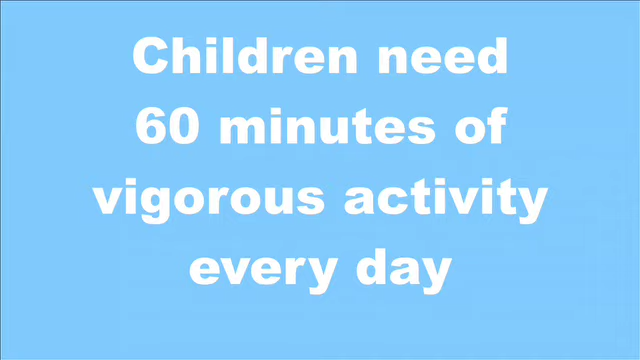 Children need
60 minutes of
vigorous activity
every day